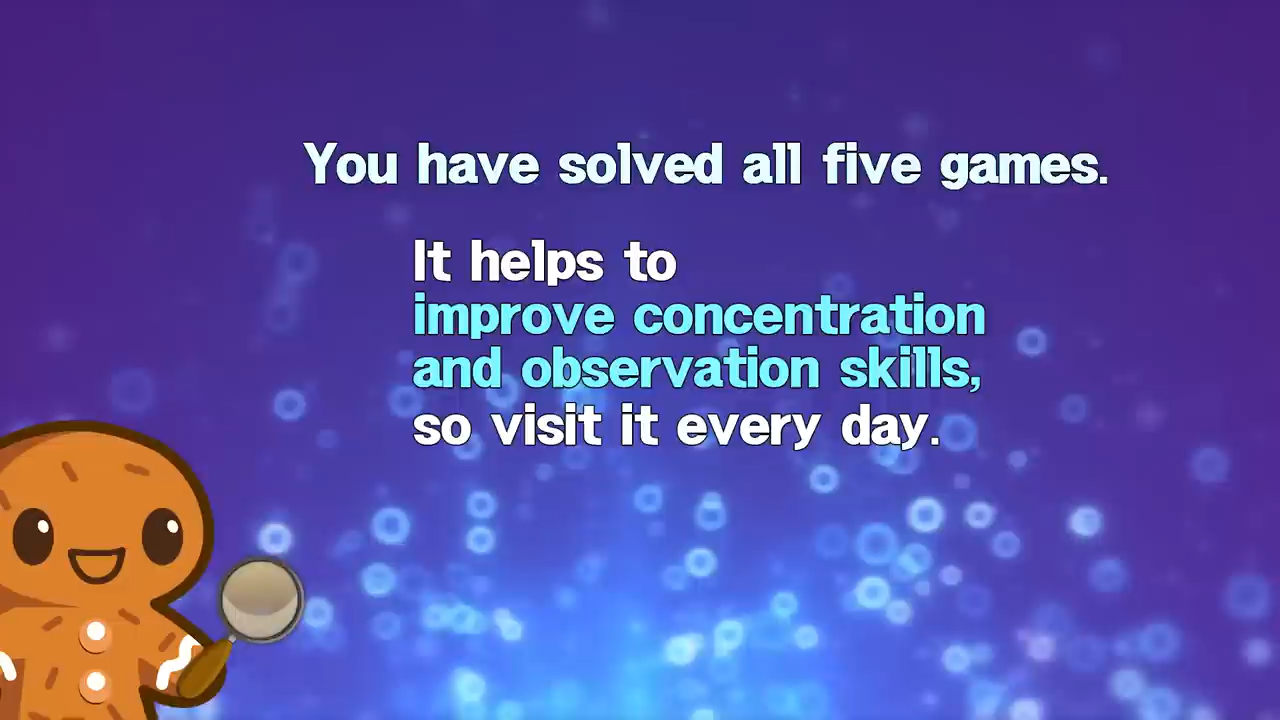 You have solved all five games.
It helps to
improve concentration
and observation skills,
so visit it every day.